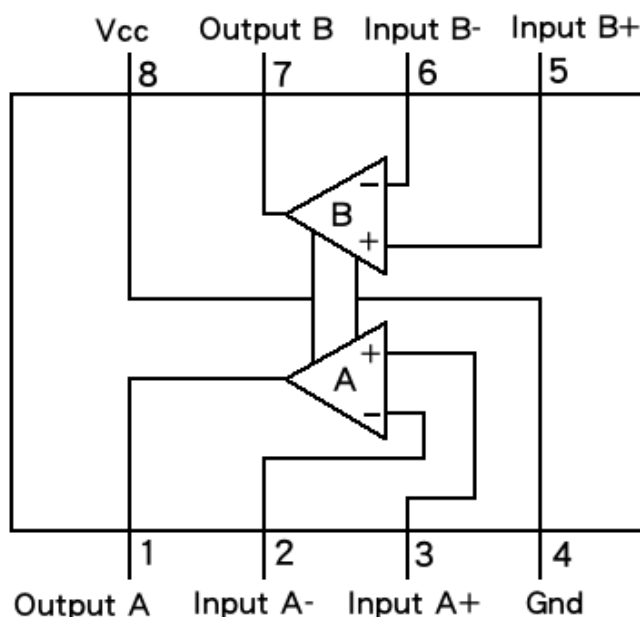 Vcc Output B Input B- Input B+
8 7 6 5
−
B
+
+
A
−
1 2 3 4
Output A Input A- Input A+ Gnd